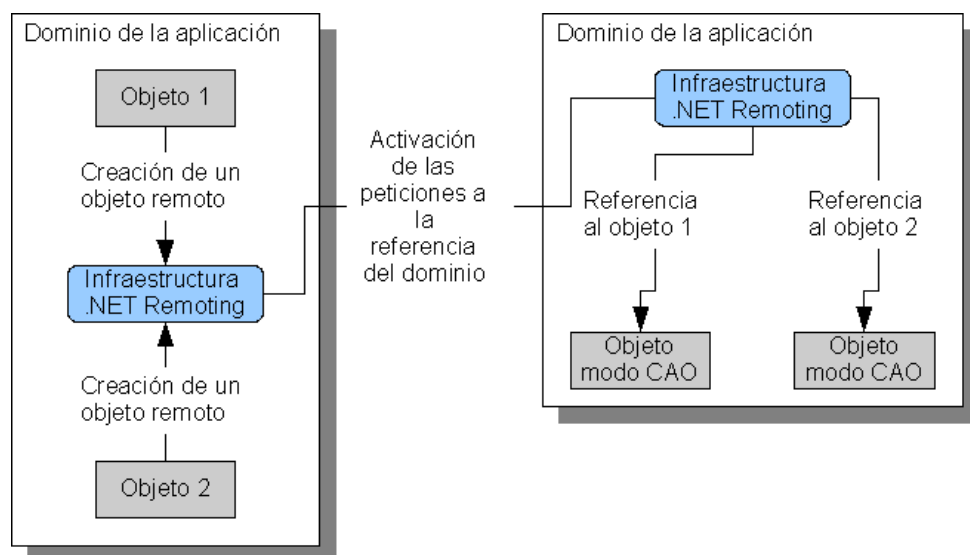 Dominio de la aplicación
Objeto 1
Creación de un
objeto remoto
Infraestructura
.NET Remoting
Creación de un
objeto remoto
Objeto 2
Activación
de las
peticiones a
la
referencia
del dominio
Dominio de la aplicación
Infraestructura
.NET Remoting
Referencia
al objeto 1
Referencia
al objeto 2
Objeto
modo CAO
Objeto
modo CAO